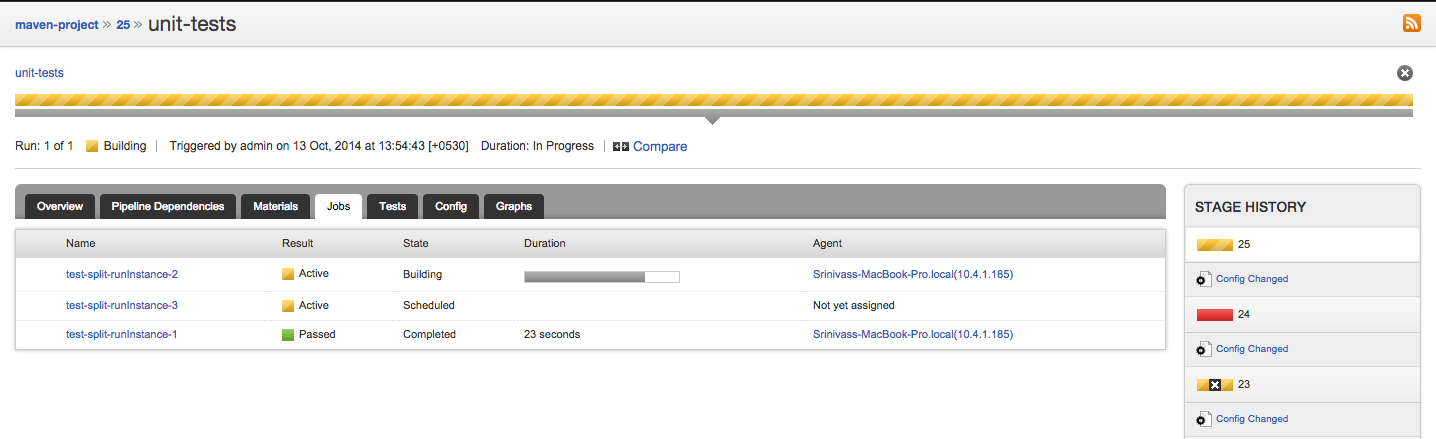 maven-project » 25 » unit-tests
unit-tests
Run: 1 of 1 Building | Triggered by admin on 13 Oct, 2014 at 13:54:43 [+0530] Duration: In Progress | Compare
Overview Pipeline Dependencies Materials Jobs Tests Config Graphs
Name Result State Duration Agent
test-split-runInstance-2 Active Building Srinivass-MacBook-Pro.local(10.4.1.185)
test-split-runInstance-3 Active Scheduled Not yet assigned
test-split-runInstance-1 Passed Completed 23 seconds Srinivass-MacBook-Pro.local(10.4.1.185)
STAGE HISTORY
25
Config Changed
24
Config Changed
23
Config Changed